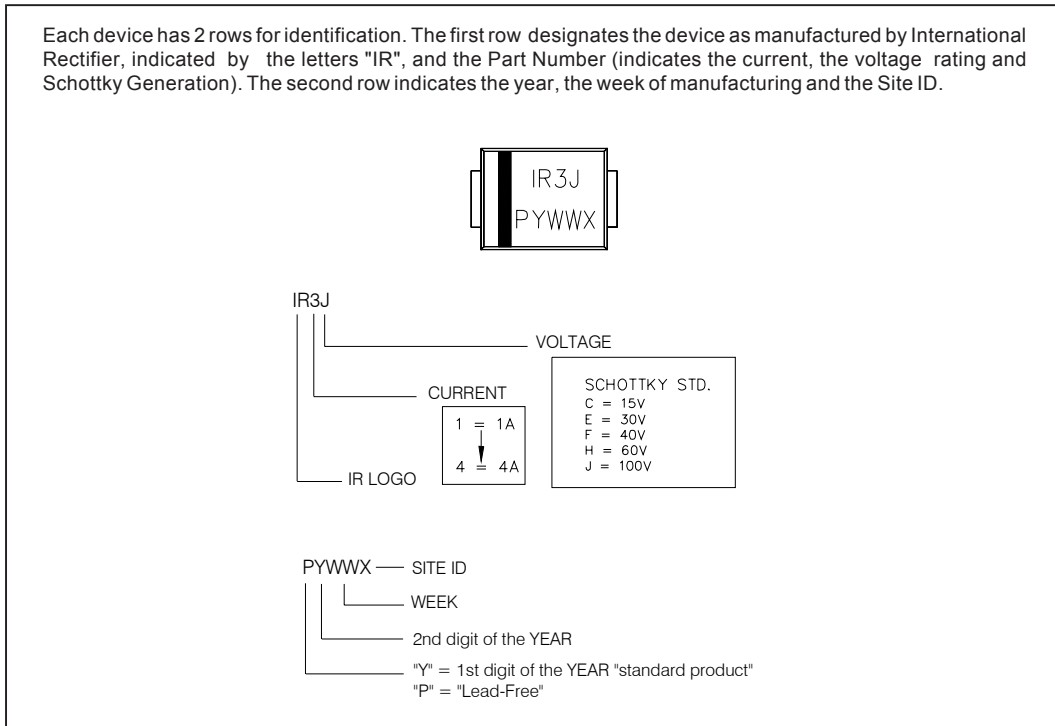 Each device has 2 rows for identification. The first row designates the device as manufactured by International
Rectifier, indicated by the letters "IR", and the Part Number (indicates the current, the voltage rating and
Schottky Generation). The second row indicates the year, the week of manufacturing and the Site ID.
IR3J
PYWWX
IR3J
VOLTAGE
SCHOTTKY STD.
C = 15V
E = 30V
F = 40V
H = 60V
J = 100V
CURRENT
1 = 1A
4 = 4A
IR LOGO
PYWWX
SITE ID
WEEK
2nd digit of the YEAR
"Y" = 1st digit of the YEAR "standard product"
"P" = "Lead-Free"